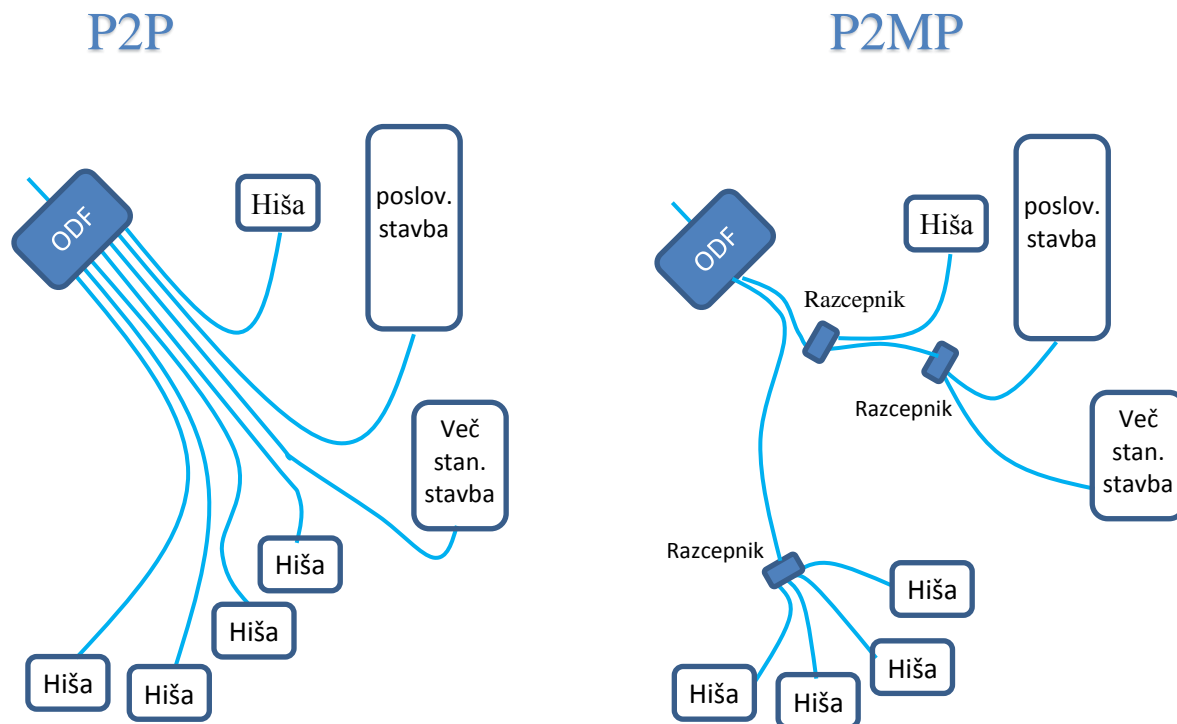 P2P
ODF
Hiša
poslov.
stavba
Več
stan.
stavba
Hiša
Hiša
Hiša
Hiša
P2MP
ODF
Hiša
poslov.
stavba
Razcepnik
Razcepnik
Več
stan.
stavba
Razcepnik
Hiša
Hiša
Hiša
Hiša